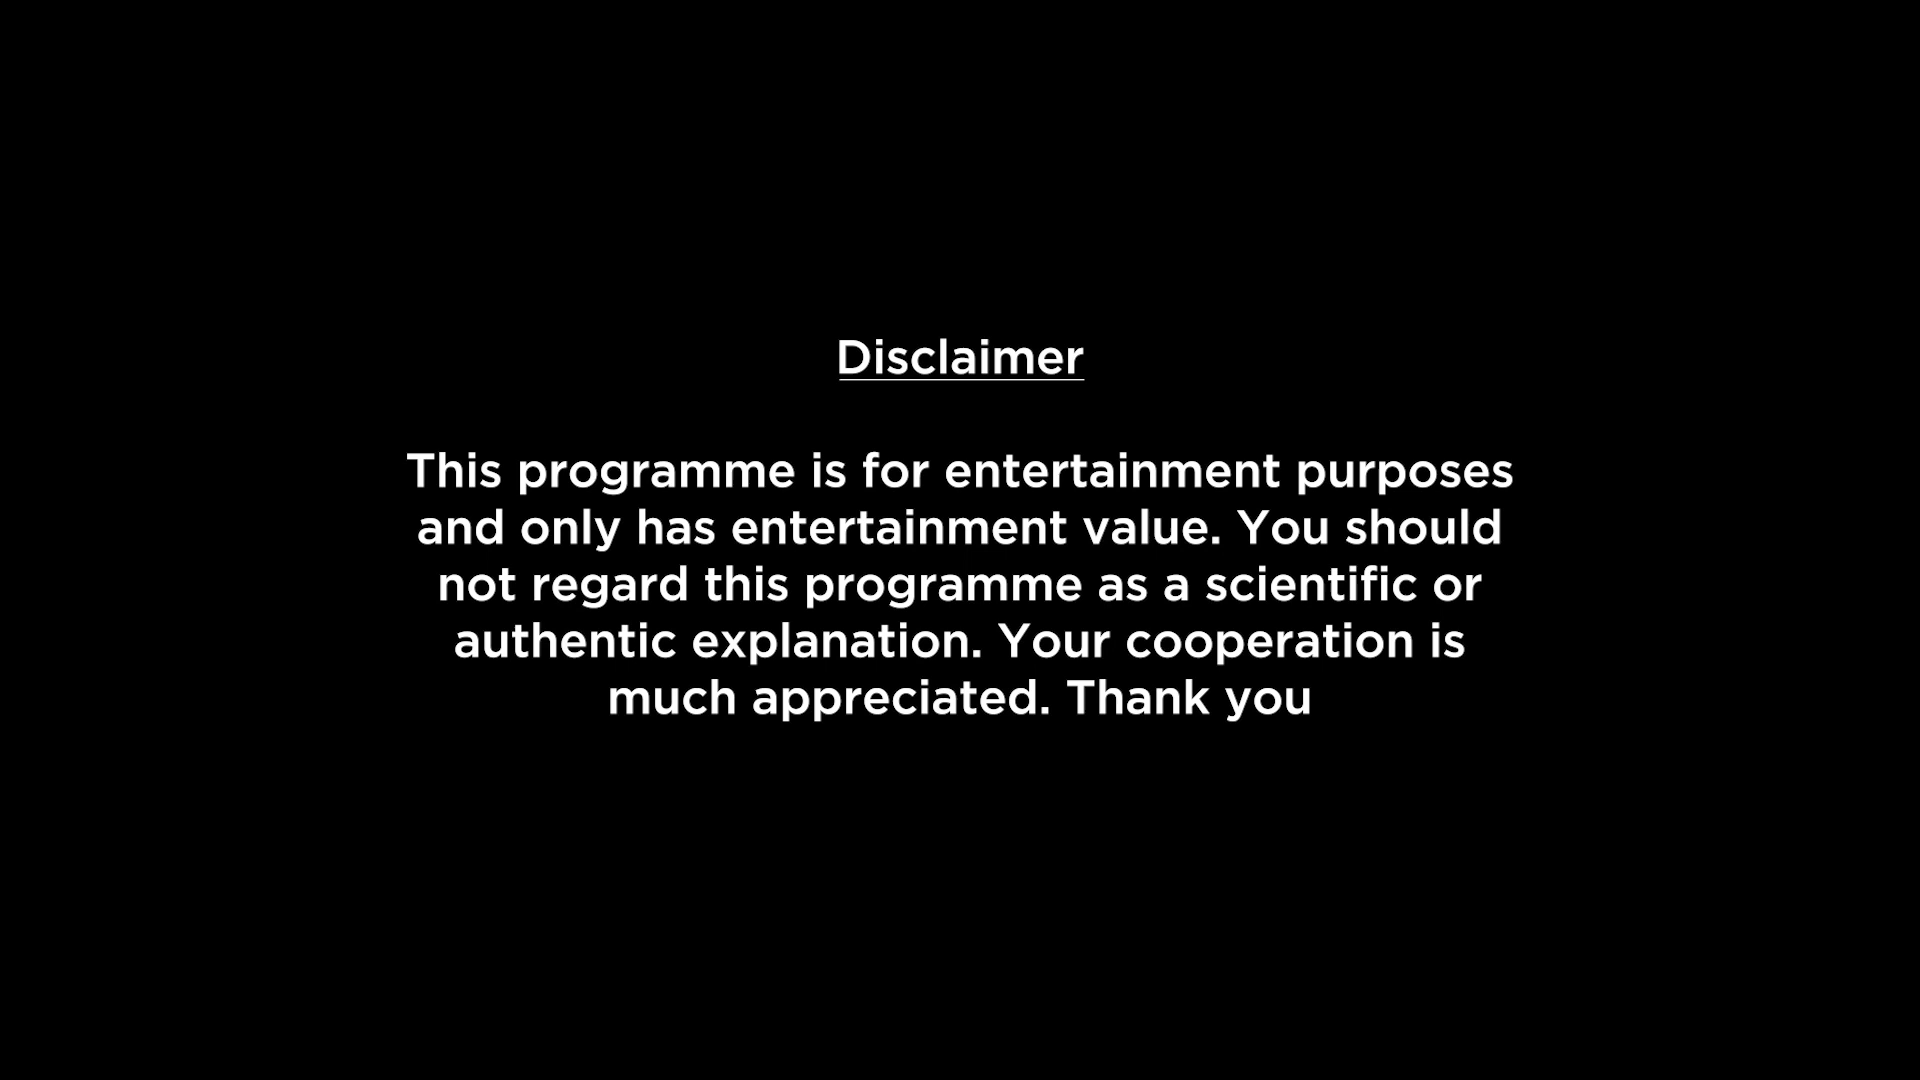 Disclaimer
This programme is for entertainment purposes
and only has entertainment value. You should
not regard this programme as a scientific or
authentic explanation. Your cooperation is
much appreciated. Thank you